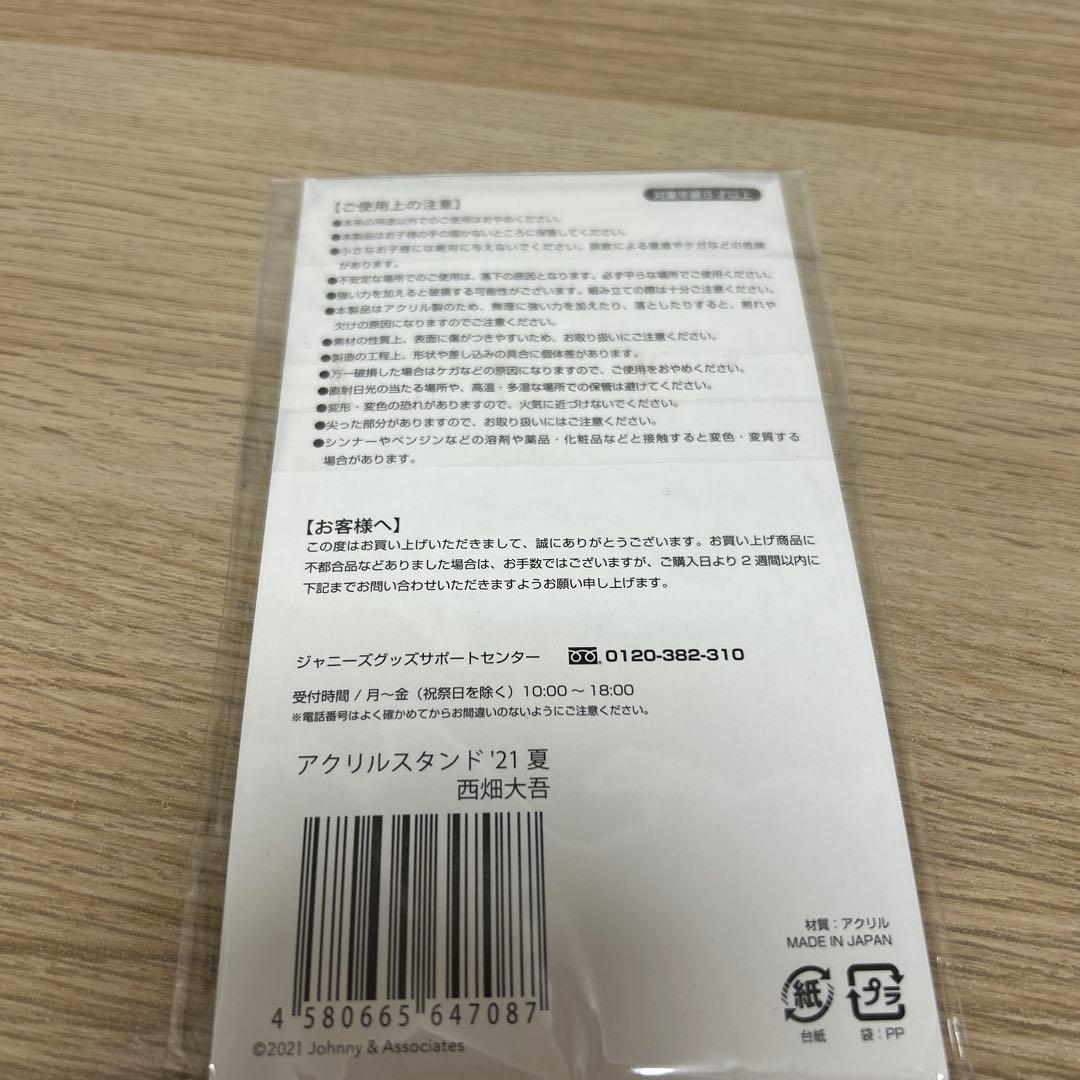 【ご使用上の注意】
対象年齢15才以上
●本来の用途以外でのご使用はおやめください。
●本製品はお子様の手の届かないところに保管してください。
●小さなお子様には絶対に与えないでください。誤飲による窒息やケガなどの危険
があります。
●不安定な場所でのご使用は、落下の原因となります。必ず平らな場所でご使用ください。
●強い力を加えると破損する可能性がございます。組み立ての際は十分ご注意ください。
●本製品はアクリル製のため、無理に強い力を加えたり、落としたりすると、割れや
欠けの原因になりますのでご注意ください。
●素材の性質上、表面に傷がつきやすいため、お取り扱いにご注意ください。
●製造の工程上、形状や差し込みの具合に個体差があります。
●万一破損した場合はケガなどの原因になりますので、ご使用をおやめください。
●直射日光の当たる場所や、高温・多湿な場所での保管は避けてください。
●変形・変色の恐れがありますので、火気に近づけないでください。
●尖った部分がありますので、お取り扱いにはご注意ください。
●シンナーやベンジンなどの溶剤や薬品・化粧品などと接触すると変色・変質する
場合があります。
【お客様へ】
この度はお買い上げいただきまして、誠にありがとうございます。お買い上げ商品に
不都合品などありました場合は、お手数ではございますが、ご購入日より2週間以内に
下記までお問い合わせいただきますようお願い申し上げます。
ジャニーズグッズサポートセンター 0120-382-310
受付時間 / 月～金（祝祭日を除く）10:00～18:00
※電話番号はよく確かめてからお間違いのないようにご注意ください。
アクリルスタンド '21 夏
西畑大吾
4 580665 647087
©2021 Johnny & Associates
材質：アクリル
MADE IN JAPAN
紙 プラ
台紙 袋：PP